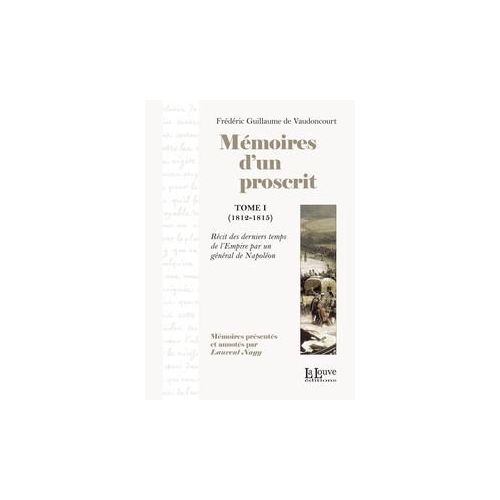 Frédéric Guillaume de Vaudoncourt
Mémoires
d'un
proscrit
TOME I
(1812-1815)
Récit des derniers temps
de l'Empire par un
général de Napoléon
Mémoires présentés
et annotés par
Laurent Nagy
La Louve
éditions